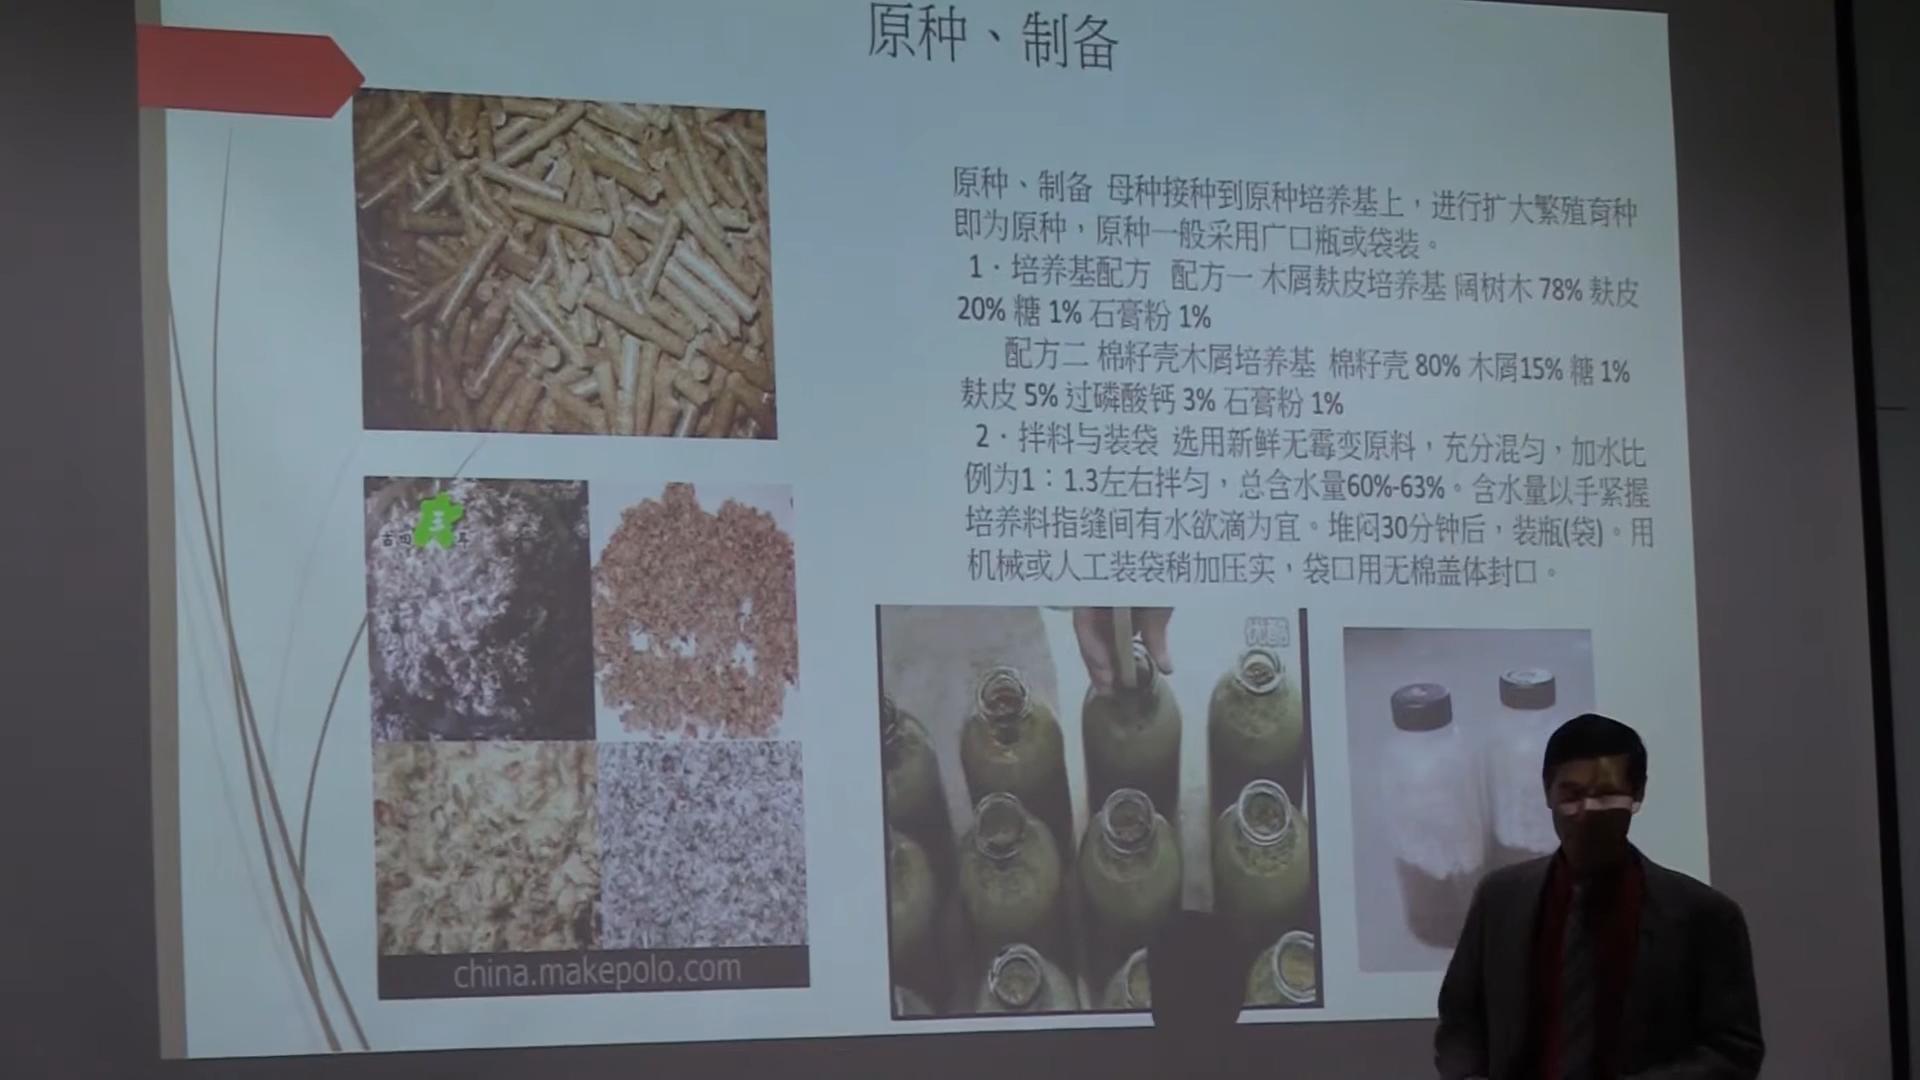 原种、制备
原种、制备 母种接种到原种培养基上，进行扩大繁殖育种
即为原种，原种一般采用广口瓶或袋装。
1．培养基配方 配方一 木屑麸皮培养基 阔树木 78% 麸皮
20% 糖 1% 石膏粉 1%
配方二 棉籽壳木屑培养基 棉籽壳 80% 木屑15% 糖 1%
麸皮 5% 过磷酸钙 3% 石膏粉 1%
2．拌料与装袋 选用新鲜无霉变原料，充分混匀，加水比
例为1：1.3左右拌匀，总含水量60%-63%。含水量以手紧握
培养料指缝间有水欲滴为宜。堆闷30分钟后，装瓶(袋)。用
机械或人工装袋稍加压实，袋口用无棉盖体封口。
古田
耳
优酷
china.makepolo.com